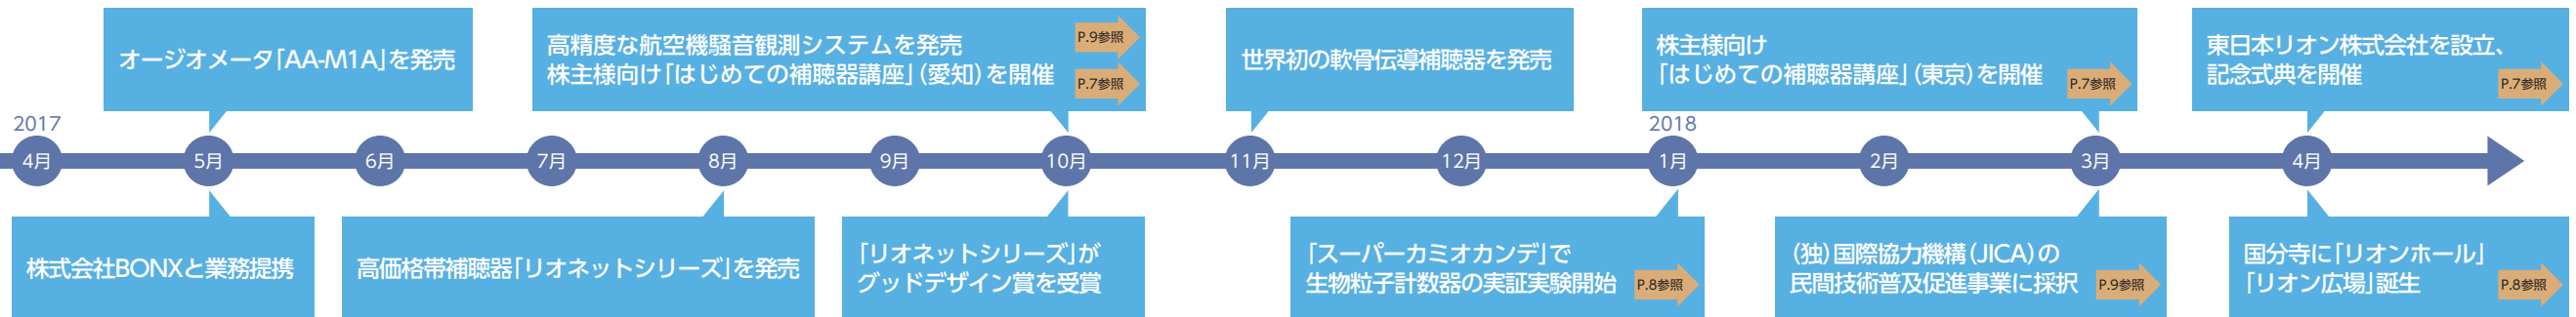 オージオメータ「AA-M1A」を発売
高精度な航空機騒音観測システムを発売
P.9参照
株主様向け「はじめての補聴器講座」（愛知）を開催
P.7参照
世界初の軟骨伝導補聴器を発売
株主様向け
「はじめての補聴器講座」（東京）を開催
P.7参照
東日本リオン株式会社を設立、
記念式典を開催
P.7参照
2017
2018
4月
5月
6月
7月
8月
9月
10月
11月
12月
1月
2月
3月
4月
株式会社BONXと業務提携
高価格帯補聴器「リオネットシリーズ」を発売
「リオネットシリーズ」が
グッドデザイン賞を受賞
「スーパーカミオカンデ」で
生物粒子計数器の実証実験開始
P.8参照
（独）国際協力機構（JICA）の
民間技術普及促進事業に採択
P.9参照
国分寺に「リオンホール」
「リオン広場」誕生
P.8参照